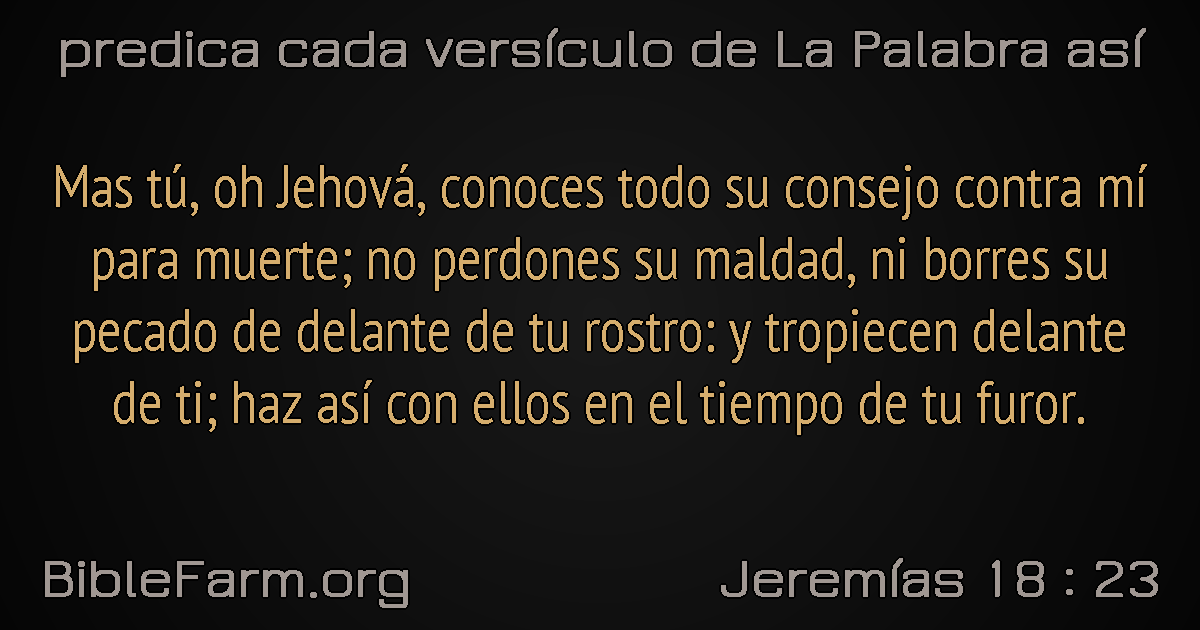 predica cada versículo de La Palabra así
Mas tú, oh Jehová, conoces todo su consejo contra mí
para muerte; no perdones su maldad, ni borres su
pecado de delante de tu rostro: y tropiecen delante
de ti; haz así con ellos en el tiempo de tu furor.
BibleFarm.org
Jeremías 18 : 23